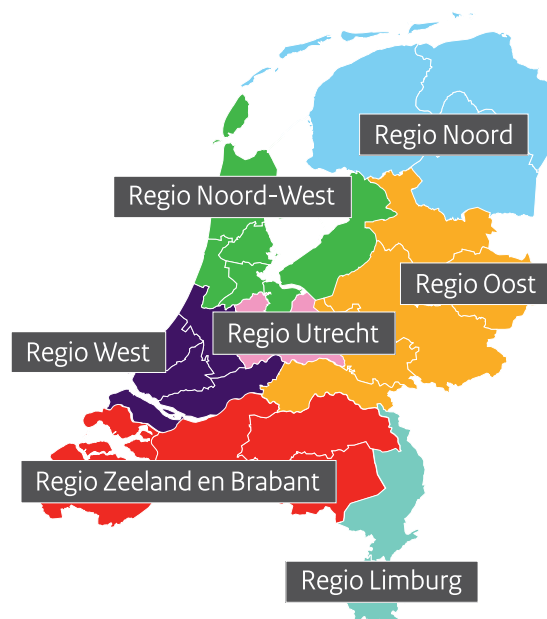 Regio Noord
Regio Noord-West
Regio Oost
Regio Utrecht
Regio West
Regio Zeeland en Brabant
Regio Limburg